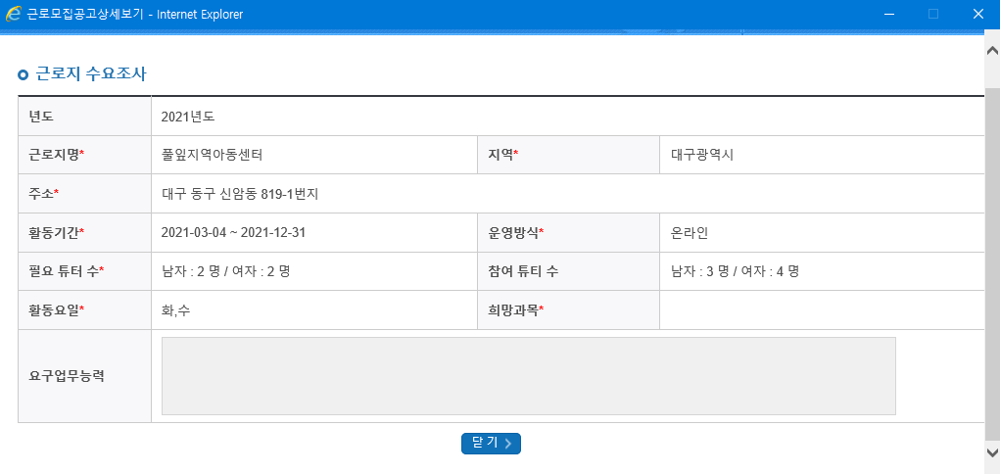 근로모집공고상세보기 - Internet Explorer
근로지 수요조사
년도 2021년도
근로지명* 풀잎지역아동센터 지역* 대구광역시
주소* 대구 동구 신암동 819-1번지
활동기간* 2021-03-04 ~ 2021-12-31 운영방식* 온라인
필요 튜터 수* 남자 : 2 명 / 여자 : 2 명 참여 튜티 수 남자 : 3 명 / 여자 : 4 명
활동요일* 화,수 희망과목*
요구업무능력
닫 기